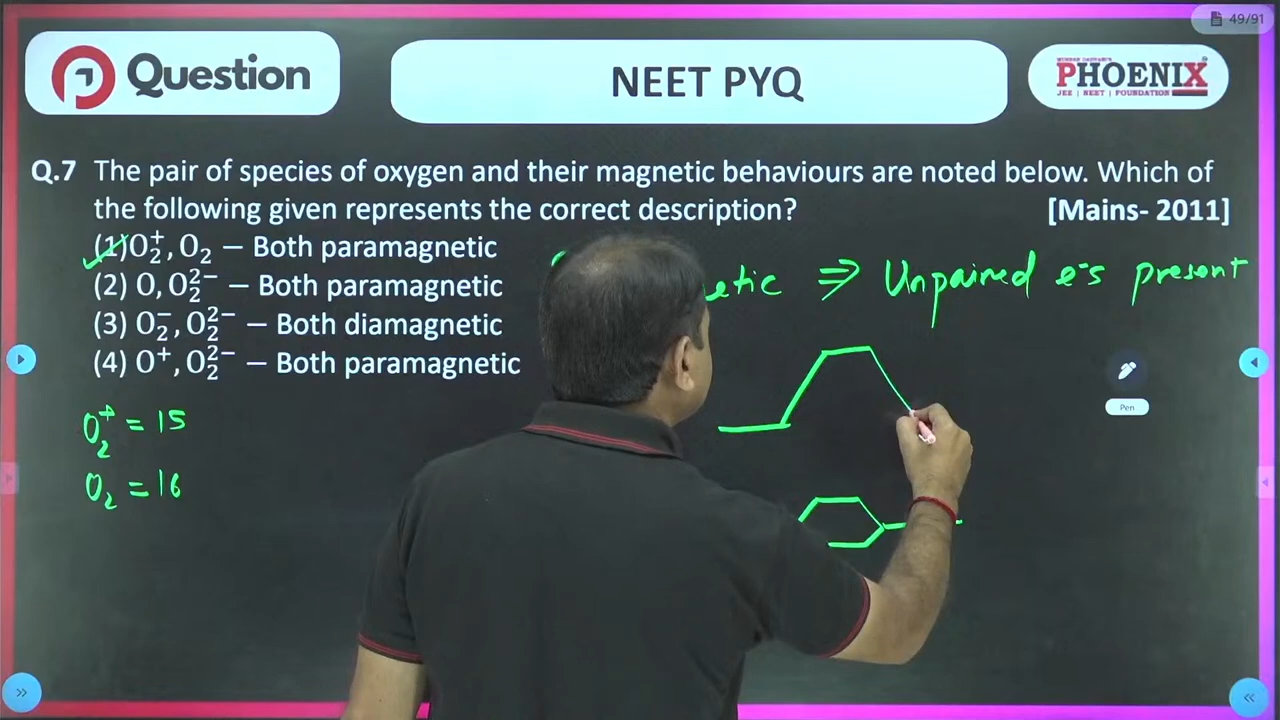 49/91
Question
NEET PYQ
PHOENIX
JEE | NEET | FOUNDATION
Q.7 The pair of species of oxygen and their magnetic behaviours are noted below. Which of
the following given represents the correct description? [Mains- 2011]
(1) O₂⁺, O₂ — Both paramagnetic
(2) O, O₂²⁻ — Both paramagnetic
(3) O₂⁻, O₂²⁻ — Both diamagnetic
(4) O⁺, O₂²⁻ — Both paramagnetic
etic ⇒ Unpaired e⁻s present
O₂⁺ = 15
O₂ = 16
Pen